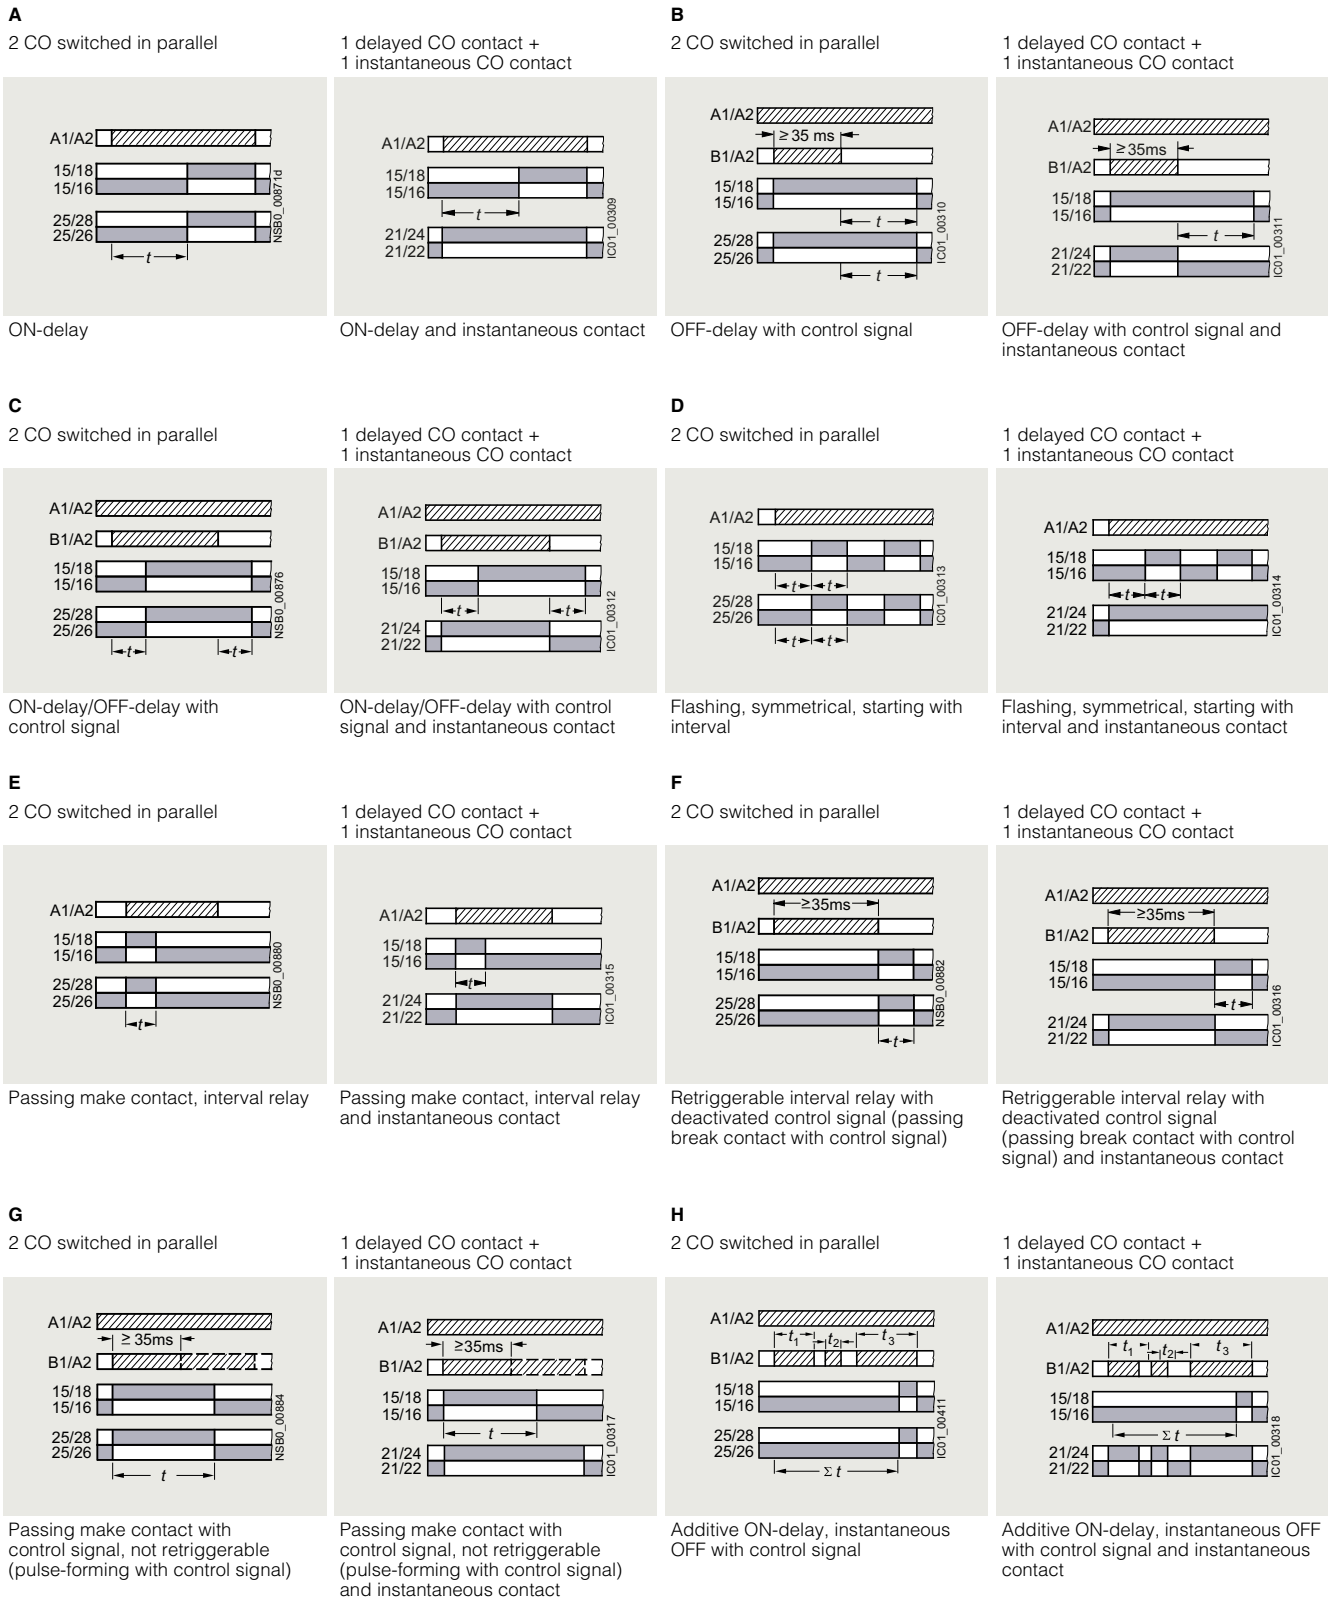 A
2 CO switched in parallel
1 delayed CO contact +
1 instantaneous CO contact
B
2 CO switched in parallel
1 delayed CO contact +
1 instantaneous CO contact
A1/A2
15/18
15/16
25/28
25/26
t
NSB0_00871d
A1/A2
15/18
15/16
t
21/24
21/22
IC01_00309
A1/A2
≥ 35 ms
B1/A2
15/18
15/16
t
25/28
25/26
t
IC01_00310
A1/A2
≥ 35ms
B1/A2
15/18
15/16
t
21/24
21/22
IC01_00311
ON-delay
ON-delay and instantaneous contact
OFF-delay with control signal
OFF-delay with control signal and
instantaneous contact
C
2 CO switched in parallel
1 delayed CO contact +
1 instantaneous CO contact
D
2 CO switched in parallel
1 delayed CO contact +
1 instantaneous CO contact
A1/A2
B1/A2
15/18
15/16
25/28
25/26
t
t
NSB0_00876
A1/A2
B1/A2
15/18
15/16
t
t
21/24
21/22
IC01_00312
A1/A2
15/18
15/16
t
t
25/28
25/26
t
t
IC01_00313
A1/A2
15/18
15/16
t
t
21/24
21/22
IC01_00314
ON-delay/OFF-delay with
control signal
ON-delay/OFF-delay with control
signal and instantaneous contact
Flashing, symmetrical, starting with
interval
Flashing, symmetrical, starting with
interval and instantaneous contact
E
2 CO switched in parallel
1 delayed CO contact +
1 instantaneous CO contact
F
2 CO switched in parallel
1 delayed CO contact +
1 instantaneous CO contact
A1/A2
15/18
15/16
25/28
25/26
t
NSB0_00880
A1/A2
15/18
15/16
t
21/24
21/22
IC01_00315
A1/A2
≥35ms
B1/A2
15/18
15/16
25/28
25/26
t
NSB0_00882
A1/A2
≥35ms
B1/A2
15/18
15/16
t
21/24
21/22
IC01_00316
Passing make contact, interval relay
Passing make contact, interval relay
and instantaneous contact
Retriggerable interval relay with
deactivated control signal (passing
break contact with control signal)
Retriggerable interval relay with
deactivated control signal
(passing break contact with control
signal) and instantaneous contact
G
2 CO switched in parallel
1 delayed CO contact +
1 instantaneous CO contact
H
2 CO switched in parallel
1 delayed CO contact +
1 instantaneous CO contact
A1/A2
≥ 35ms
B1/A2
15/18
15/16
25/28
25/26
t
NSB0_00884
A1/A2
≥35ms
B1/A2
15/18
15/16
t
21/24
21/22
IC01_00317
A1/A2
t1 t2 t3
B1/A2
15/18
15/16
25/28
25/26
Σ t
IC01_00411
A1/A2
t1 t2 t3
B1/A2
15/18
15/16
Σ t
21/24
21/22
IC01_00318
Passing make contact with
control signal, not retriggerable
(pulse-forming with control signal)
Passing make contact with
control signal, not retriggerable
(pulse-forming with control signal)
and instantaneous contact
Additive ON-delay, instantaneous
OFF with control signal
Additive ON-delay, instantaneous OFF
with control signal and instantaneous
contact